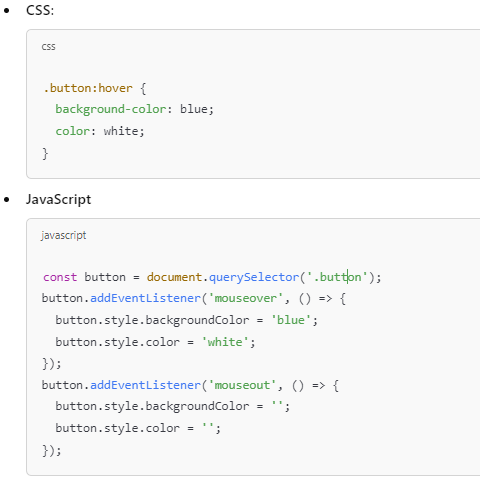 CSS:
css
.button:hover {
  background-color: blue;
  color: white;
}
JavaScript
javascript
const button = document.querySelector('.button');
button.addEventListener('mouseover', () => {
  button.style.backgroundColor = 'blue';
  button.style.color = 'white';
});
button.addEventListener('mouseout', () => {
  button.style.backgroundColor = '';
  button.style.color = '';
});